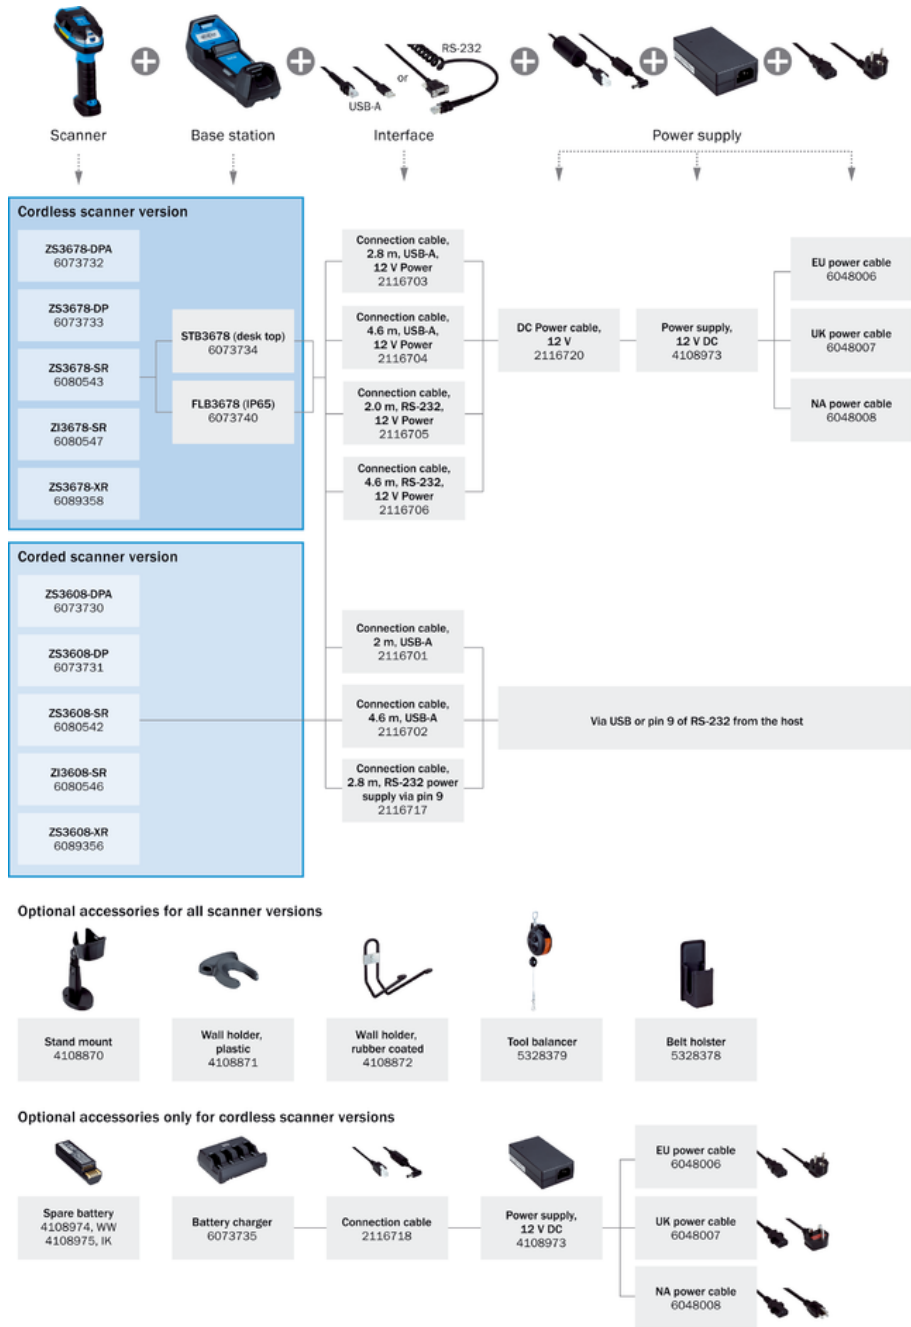 RS-232
or
USB-A
Scanner
Base station
Interface
Power supply
Cordless scanner version
ZS3678-DPA
6073732
ZS3678-DP
6073733
ZS3678-SR
6080543
ZI3678-SR
6080547
ZS3678-XR
6089358
STB3678 (desk top)
6073734
FLB3678 (IP65)
6073740
Connection cable,
2.8 m, USB-A,
12 V Power
2116703
Connection cable,
4.6 m, USB-A,
12 V Power
2116704
Connection cable,
2.0 m, RS-232,
12 V Power
2116705
Connection cable,
4.6 m, RS-232,
12 V Power
2116706
DC Power cable,
12 V
2116720
Power supply,
12 V DC
4108973
EU power cable
6048006
UK power cable
6048007
NA power cable
6048008
Corded scanner version
ZS3608-DPA
6073730
ZS3608-DP
6073731
ZS3608-SR
6080542
ZI3608-SR
6080546
ZS3608-XR
6089356
Connection cable,
2 m, USB-A
2116701
Connection cable,
4.6 m, USB-A
2116702
Connection cable,
2.8 m, RS-232 power
supply via pin 9
2116717
Via USB or pin 9 of RS-232 from the host
Optional accessories for all scanner versions
Stand mount
4108870
Wall holder,
plastic
4108871
Wall holder,
rubber coated
4108872
Tool balancer
5328379
Belt holster
5328378
Optional accessories only for cordless scanner versions
Spare battery
4108974, WW
4108975, IK
Battery charger
6073735
Connection cable
2116718
Power supply,
12 V DC
4108973
EU power cable
6048006
UK power cable
6048007
NA power cable
6048008